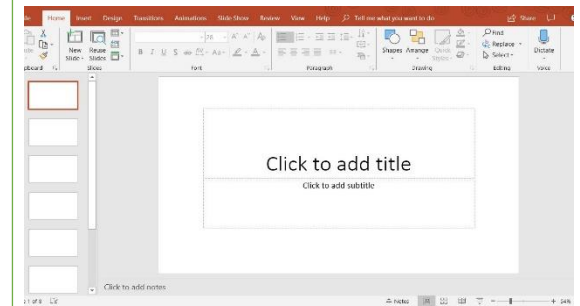 Home Insert Design Transitions Animations Slide Show Review View Help Tell me what you want to do Share
New Slide Reuse Slides
B I U S
Shapes Arrange Quick Styles
Find
Replace
Select
Dictate
Slides Font Paragraph Drawing Editing Voice
Click to add title
Click to add subtitle
Click to add notes
Notes